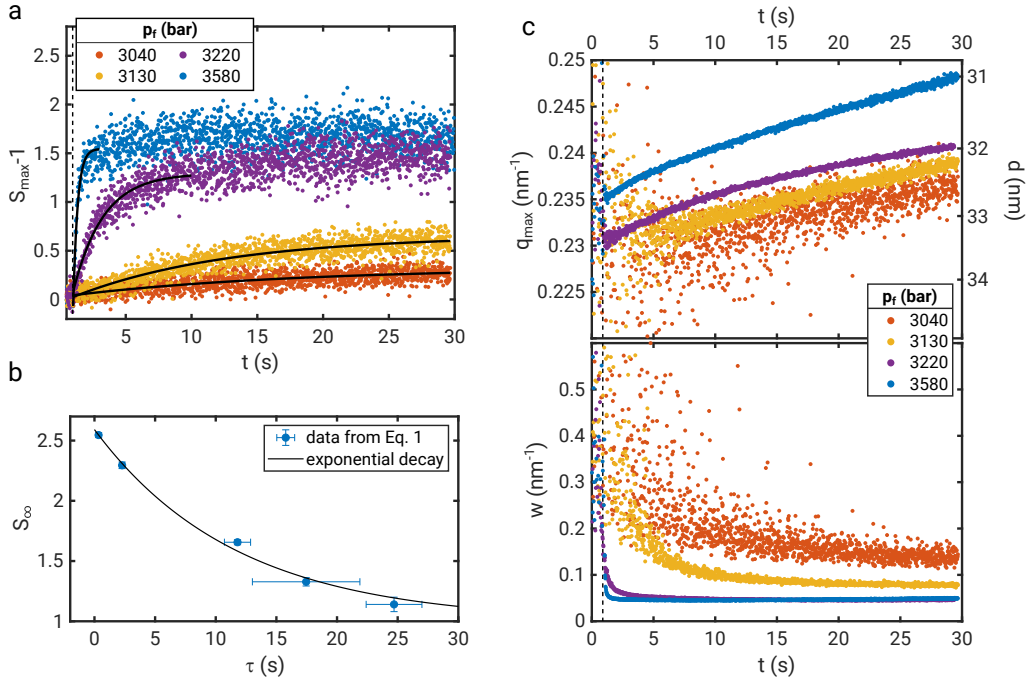 a
p_f (bar)
3040 3220
3130 3580
2.5
2
1.5
1
0.5
0
S_max-1
5 10 15 20 25 30
t (s)
b
data from Eq. 1
exponential decay
2.5
2
1.5
1
S_∞
0 5 10 15 20 25 30
τ (s)
c
t (s)
0 5 10 15 20 25 30
0.25
0.245
0.24
0.235
0.23
0.225
q_max (nm⁻¹)
31
32
33
34
d (nm)
p_f (bar)
3040
3130
3220
3580
0.5
0.4
0.3
0.2
0.1
0
w (nm⁻¹)
0 5 10 15 20 25 30
t (s)